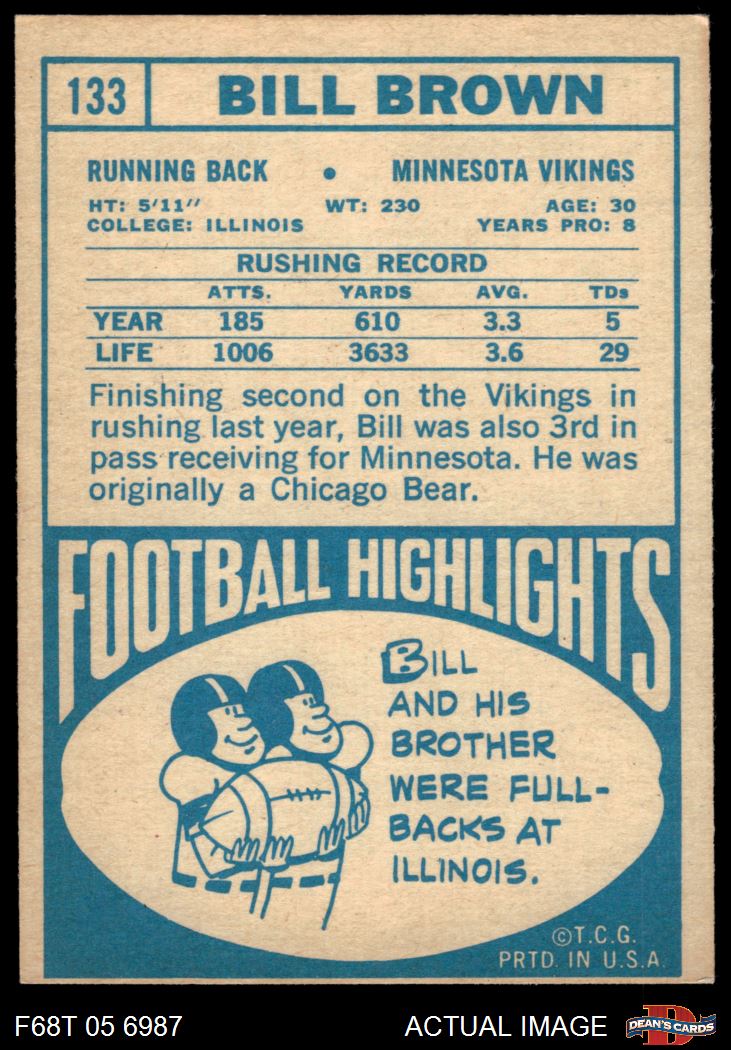 133 BILL BROWN
RUNNING BACK • MINNESOTA VIKINGS
HT: 5'11" WT: 230 AGE: 30
COLLEGE: ILLINOIS YEARS PRO: 8
RUSHING RECORD
ATTS. YARDS AVG. TDs
YEAR 185 610 3.3 5
LIFE 1006 3633 3.6 29
Finishing second on the Vikings in
rushing last year, Bill was also 3rd in
pass receiving for Minnesota. He was
originally a Chicago Bear.
FOOTBALL HIGHLIGHTS
BILL
AND HIS
BROTHER
WERE FULL-
BACKS AT
ILLINOIS.
©T.C.G.
PRTD. IN U.S.A.
F68T 05 6987 ACTUAL IMAGE D DEAN'S CARDS